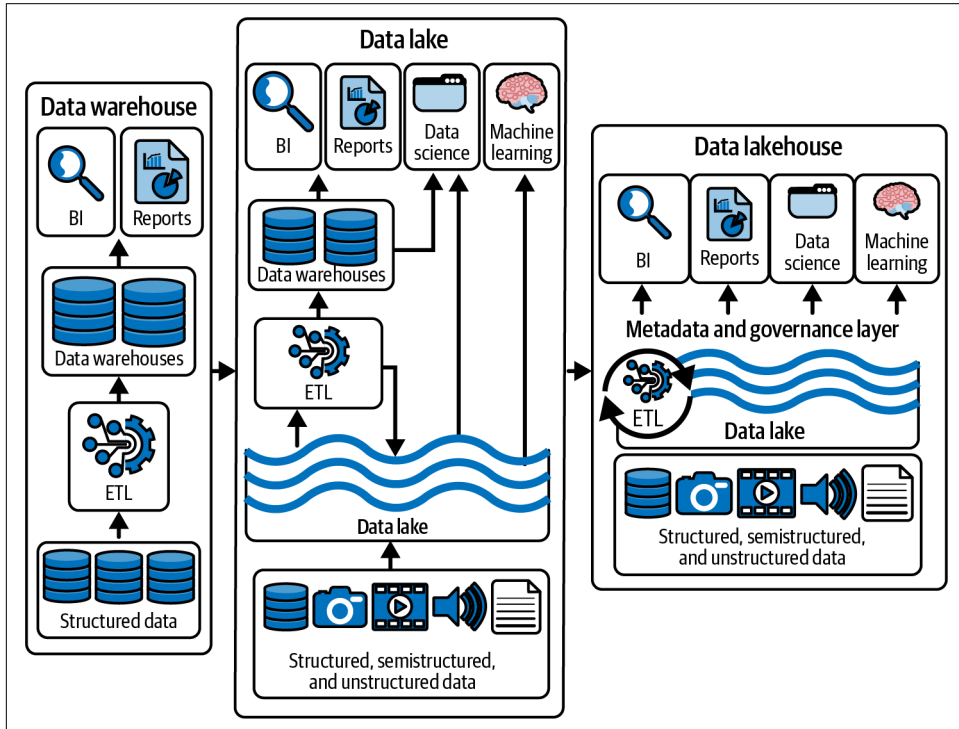 Data warehouse
BI
Reports
Data warehouses
ETL
Structured data
Data lake
BI
Reports
Data
science
Machine
learning
Data warehouses
ETL
Data lake
Structured, semistructured,
and unstructured data
Data lakehouse
BI
Reports
Data
science
Machine
learning
Metadata and governance layer
ETL
Data lake
Structured, semistructured,
and unstructured data